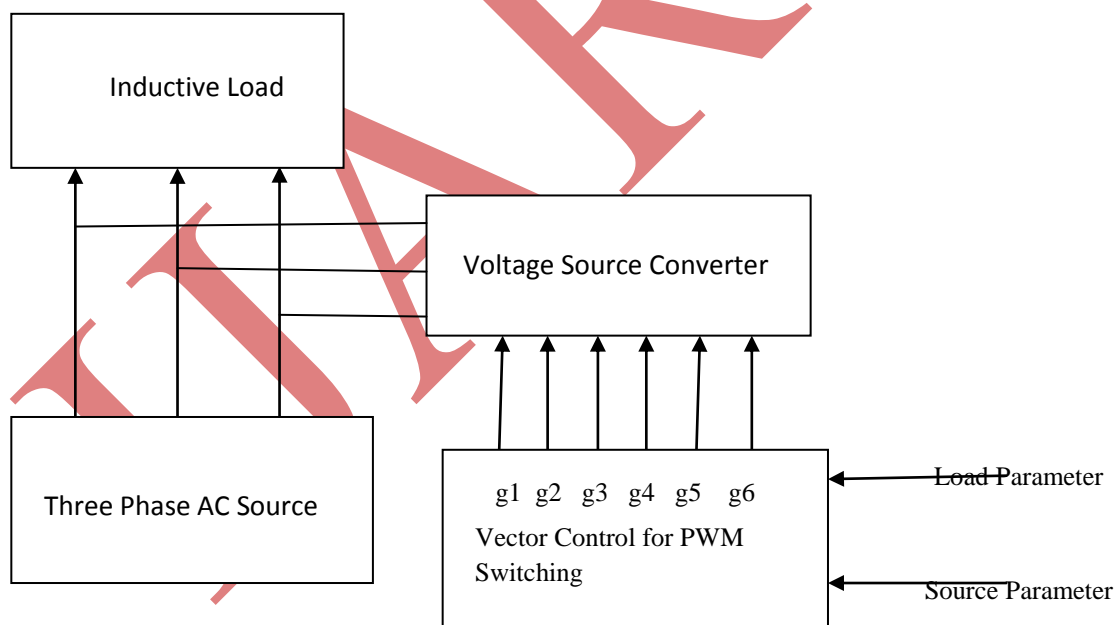 Inductive Load
Voltage Source Converter
Three Phase AC Source
g1 g2 g3 g4 g5 g6
Vector Control for PWM
Switching
Load Parameter
Source Parameter